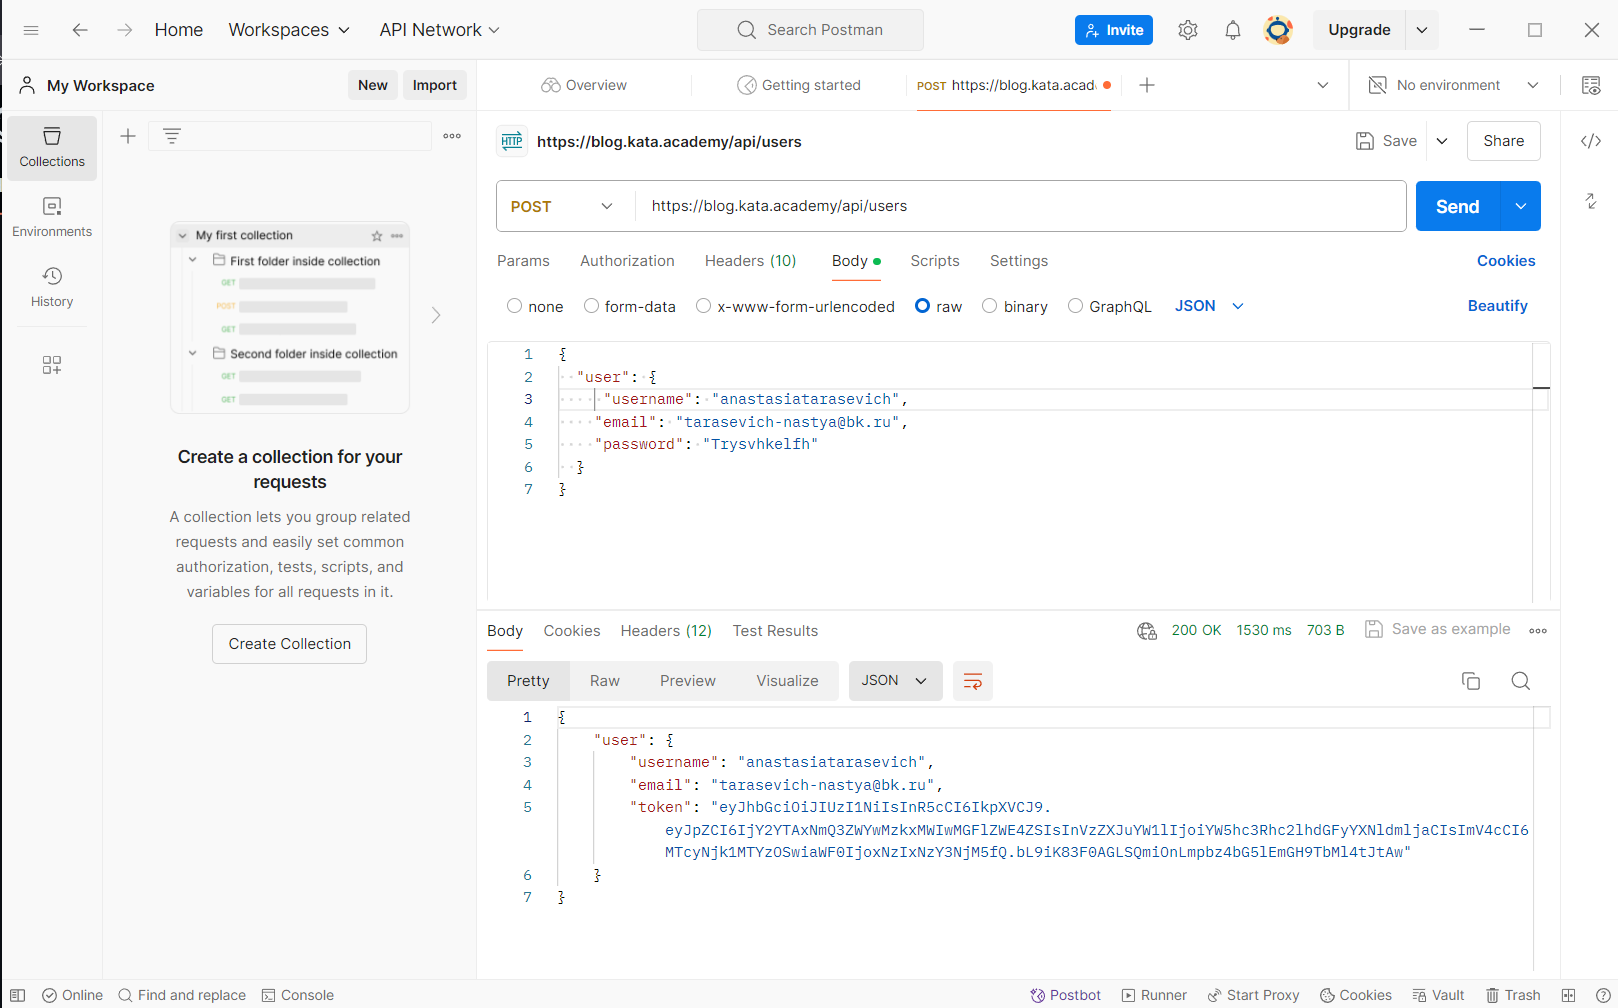 Home
Workspaces
API Network
Search Postman
Invite
Upgrade
My Workspace
New
Import
Overview
Getting started
POST https://blog.kata.acad
No environment
Collections
Environments
History
My first collection
First folder inside collection
GET
POST
GET
Second folder inside collection
GET
GET
Create a collection for your
requests
A collection lets you group related
requests and easily set common
authorization, tests, scripts, and
variables for all requests in it.
Create Collection
HTTP https://blog.kata.academy/api/users
Save
Share
POST
https://blog.kata.academy/api/users
Send
Params
Authorization
Headers (10)
Body
Scripts
Settings
Cookies
none
form-data
x-www-form-urlencoded
raw
binary
GraphQL
JSON
Beautify
1 {
2 "user": {
3 "username": "anastasiatarasevich",
4 "email": "tarasevich-nastya@bk.ru",
5 "password": "Trysvhkelfh"
6 }
7 }
Body
Cookies
Headers (12)
Test Results
200 OK
1530 ms
703 B
Save as example
Pretty
Raw
Preview
Visualize
JSON
1 {
2 "user": {
3 "username": "anastasiatarasevich",
4 "email": "tarasevich-nastya@bk.ru",
5 "token": "eyJhbGciOiJIUzI1NiIsInR5cCI6IkpXVCJ9.
eyJpZCI6IjY2YTAxNmQ3ZWYwMzkxMWIwMGFlZWE4ZSIsInVzZXJuYW1lIjoiYW5hc3Rhc2lhdGFyYXNldmljaCIsImV4cCI6
MTcyNjk1MTYzOSwiaWF0IjoxNzIxNzY3NjM5fQ.bL9iK83F0AGLSQmiOnLmpbz4bG5lEmGH9TbMl4tJtAw"
6 }
7 }
Online
Find and replace
Console
Postbot
Runner
Start Proxy
Cookies
Vault
Trash